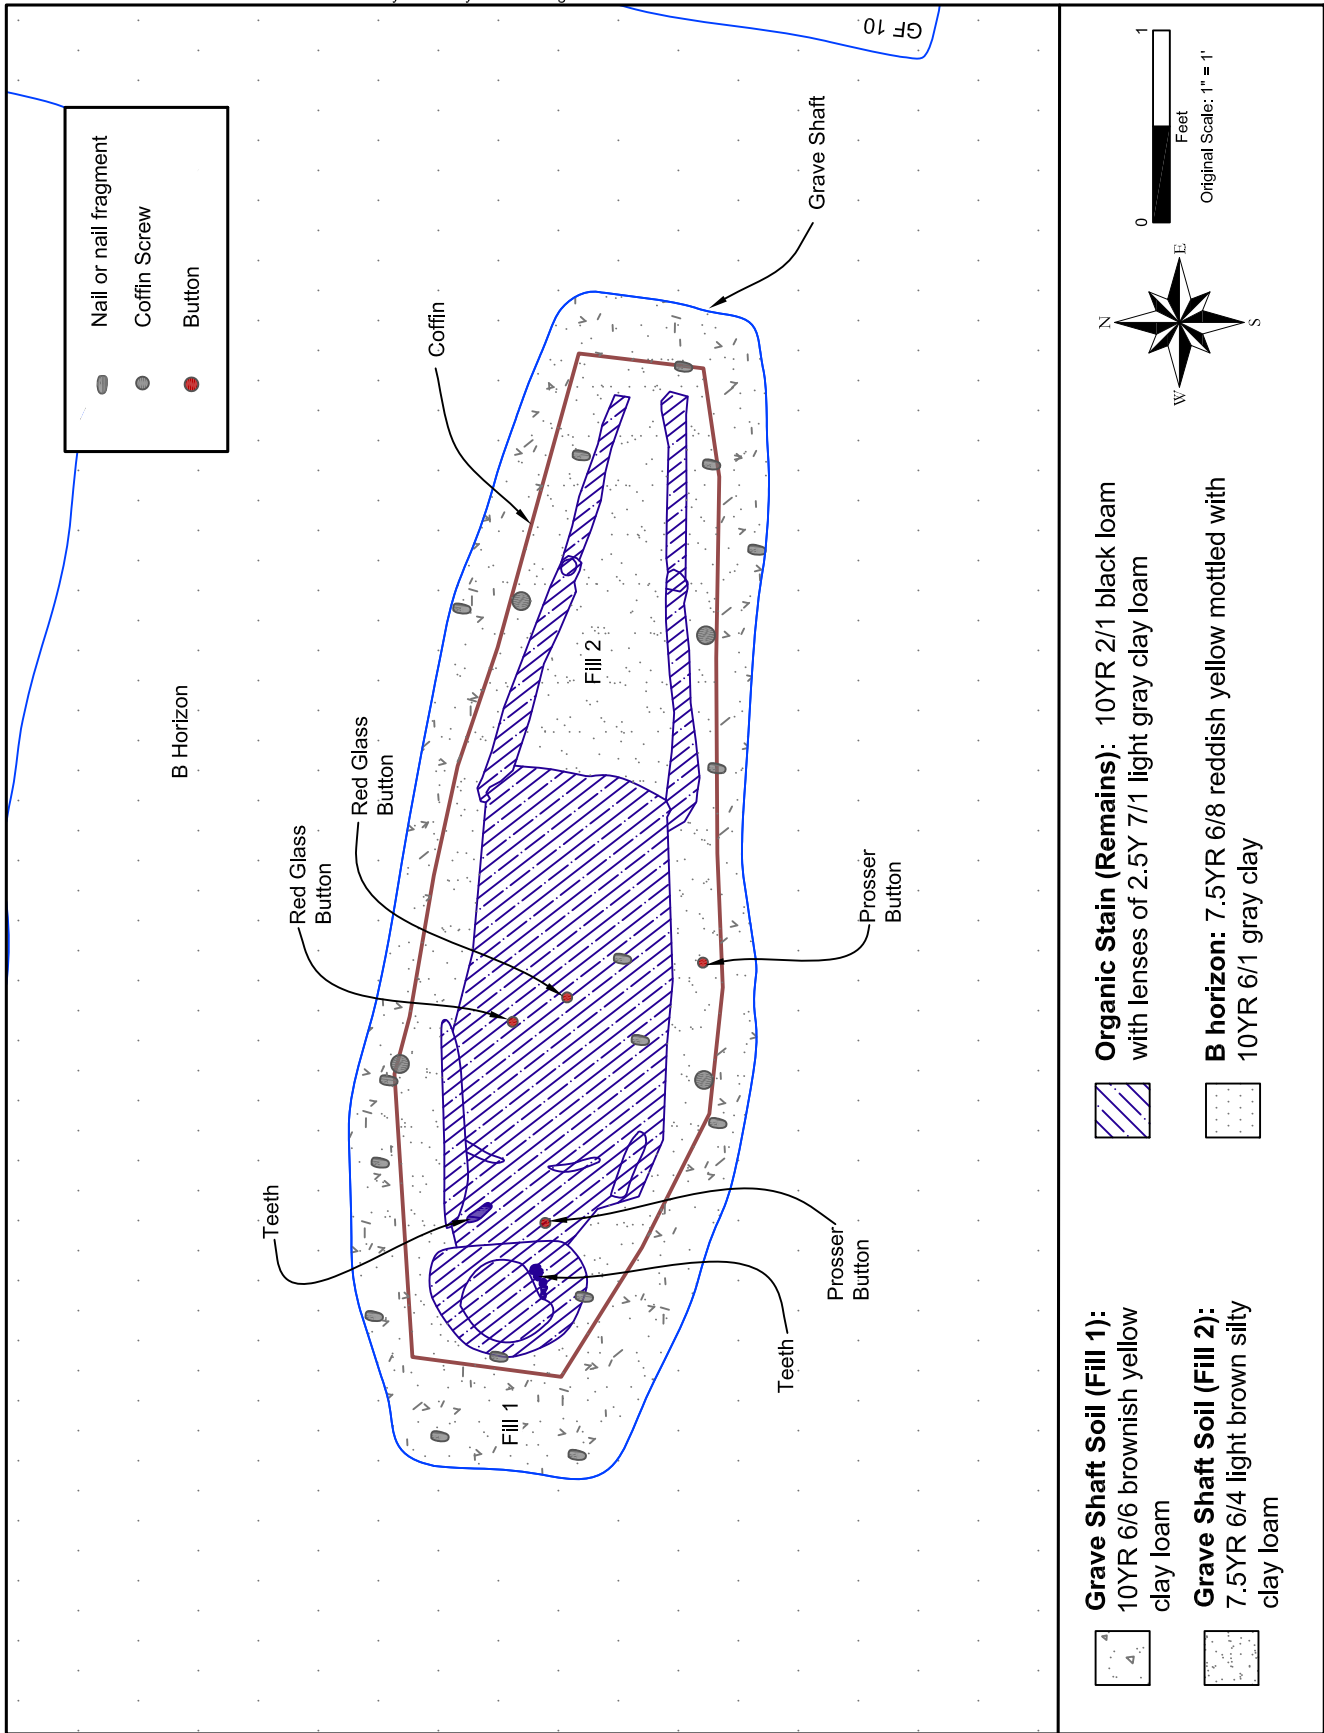 Nail or nail fragment
Coffin Screw
Button
GF 10
B Horizon
Coffin
Grave Shaft
Red Glass
Button
Red Glass
Button
Fill 2
Teeth
Fill 1
Prosser
Button
Prosser
Button
Teeth
Grave Shaft Soil (Fill 1):
10YR 6/6 brownish yellow
clay loam
Grave Shaft Soil (Fill 2):
7.5YR 6/4 light brown silty
clay loam
Organic Stain (Remains): 10YR 2/1 black loam
with lenses of 2.5Y 7/1 light gray clay loam
B horizon: 7.5YR 6/8 reddish yellow mottled with
10YR 6/1 gray clay
N
W
E
S
0
1
Feet
Original Scale: 1" = 1'